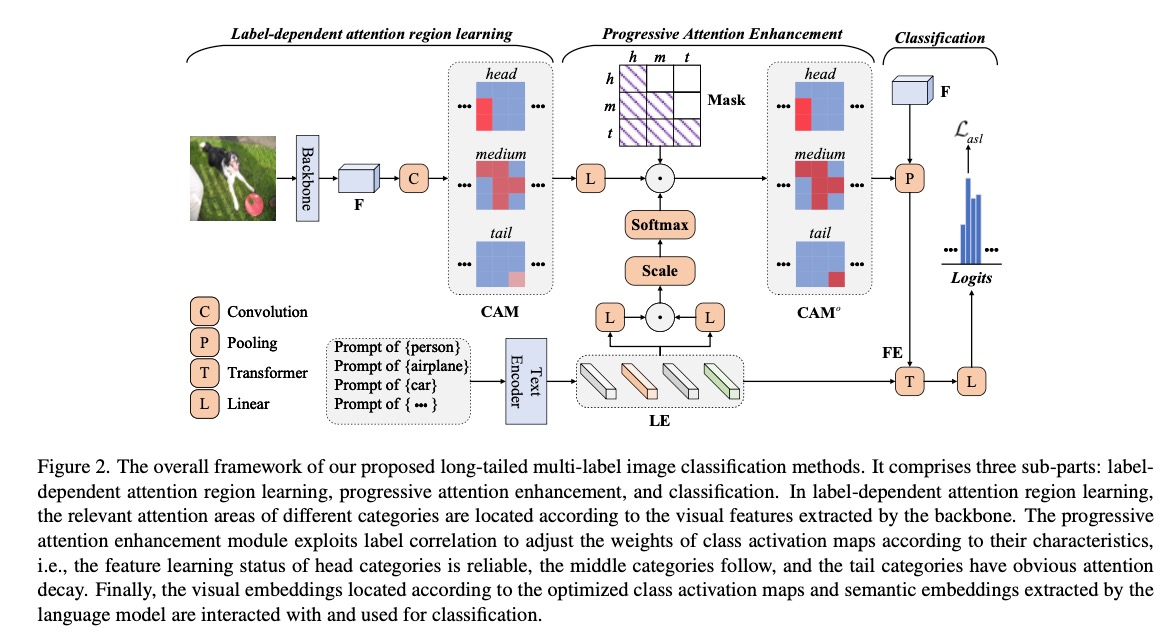 Label-dependent attention region learning
Progressive Attention Enhancement
Classification
h m t
h
m
t
Mask
head
medium
tail
CAM
head
medium
tail
CAMᵒ
Backbone
F
C
L
Softmax
Scale
L
L
F
P
ℒasl
Logits
FE
T
L
C Convolution
P Pooling
T Transformer
L Linear
Prompt of {person}
Prompt of {airplane}
Prompt of {car}
Prompt of { ••• }
Text
Encoder
LE
Figure 2. The overall framework of our proposed long-tailed multi-label image classification methods. It comprises three sub-parts: label-
dependent attention region learning, progressive attention enhancement, and classification. In label-dependent attention region learning,
the relevant attention areas of different categories are located according to the visual features extracted by the backbone. The progressive
attention enhancement module exploits label correlation to adjust the weights of class activation maps according to their characteristics,
i.e., the feature learning status of head categories is reliable, the middle categories follow, and the tail categories have obvious attention
decay. Finally, the visual embeddings located according to the optimized class activation maps and semantic embeddings extracted by the
language model are interacted with and used for classification.